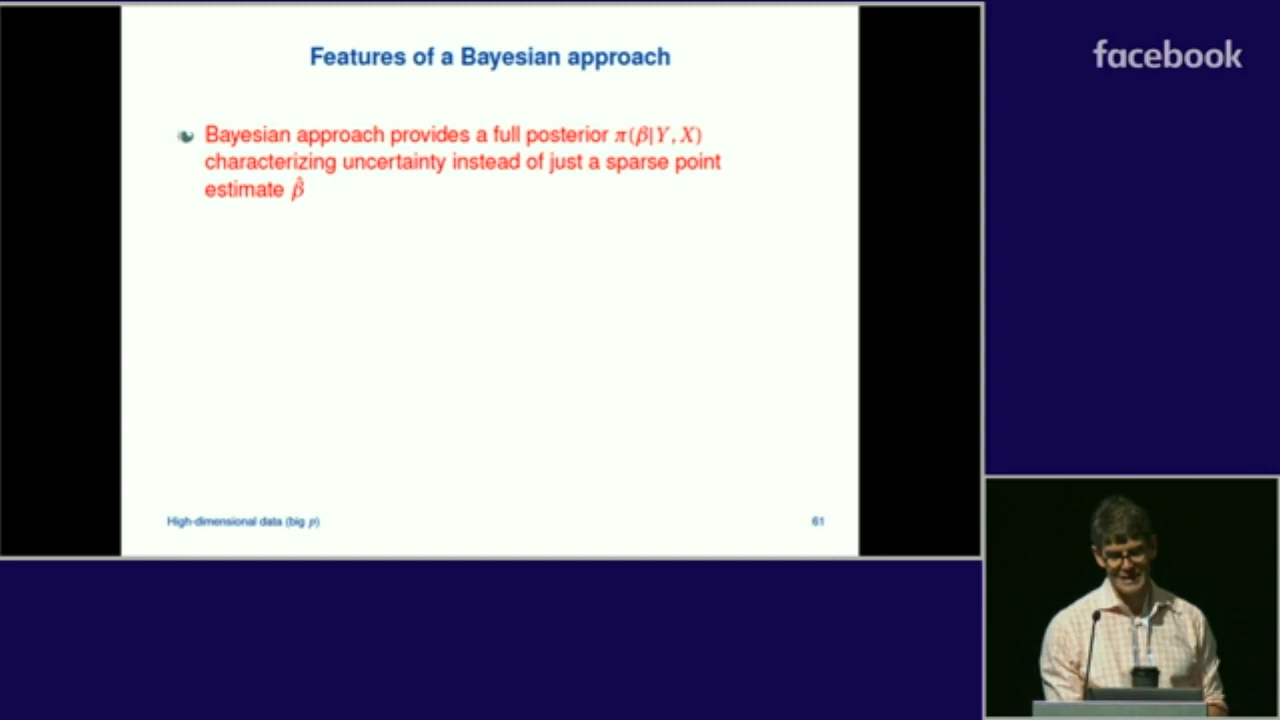 Features of a Bayesian approach
facebook
Bayesian approach provides a full posterior π(β|Y, X)
characterizing uncertainty instead of just a sparse point
estimate β̂
High-dimensional data (big p)
61